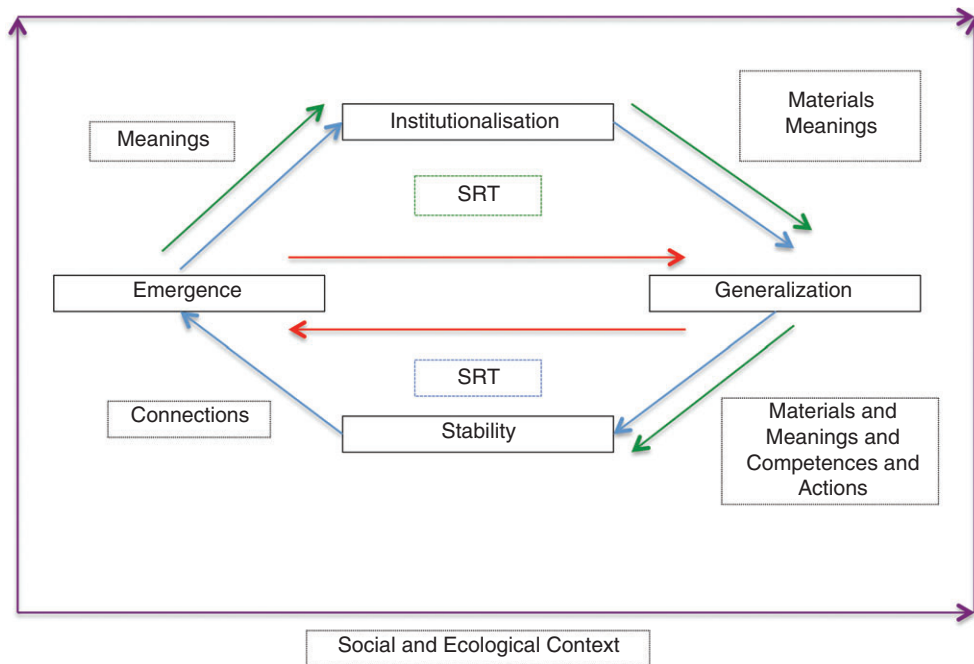 Materials
Meanings
Institutionalisation
Meanings
SRT
Emergence
Generalization
SRT
Connections
Stability
Materials and
Meanings and
Competences and
Actions
Social and Ecological Context